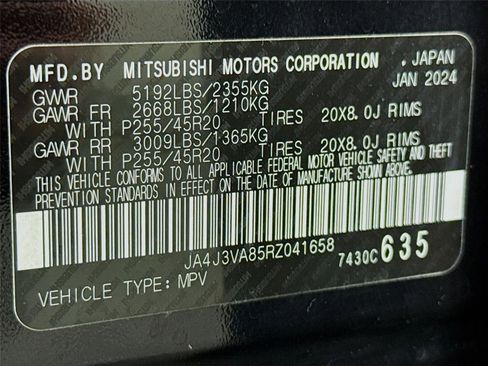 MFD.BY MITSUBISHI MOTORS CORPORATION , JAPAN
GVWR 5192LBS/2355KG JAN 2024
GAWR FR 2668LBS/1210KG
WITH P255/45R20 TIRES 20X8.0J RIMS
GAWR RR 3009LBS/1365KG
WITH P255/45R20 TIRES 20X8.0J RIMS
THIS VEHICLE CONFORMS TO ALL APPLICABLE FEDERAL MOTOR VEHICLE SAFETY AND THEFT
PREVENTION STANDARDS IN EFFECT ON THE DATE OF MANUFACTURE SHOWN ABOVE.
JA4J3VA85RZ041658 7430C 635
VEHICLE TYPE: MPV